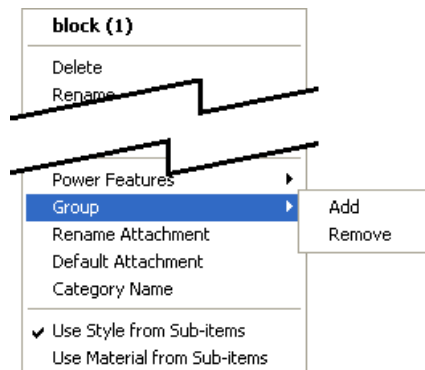 block (1)
Delete
Rename
Power Features
Group
Add
Rename Attachment
Remove
Default Attachment
Category Name
Use Style from Sub-items
Use Material from Sub-items